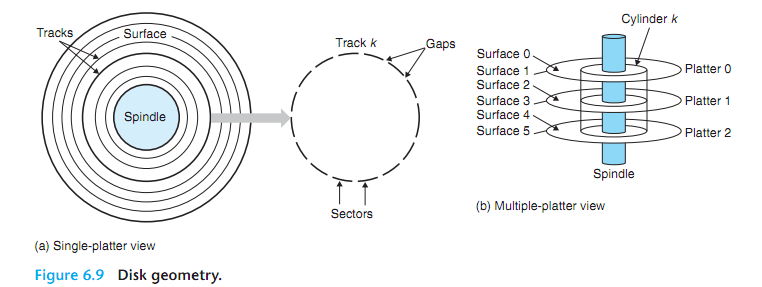 Tracks
Surface
Spindle
Track k
Gaps
Sectors
(a) Single-platter view
Cylinder k
Surface 0
Surface 1
Surface 2
Surface 3
Surface 4
Surface 5
Platter 0
Platter 1
Platter 2
Spindle
(b) Multiple-platter view
Figure 6.9 Disk geometry.